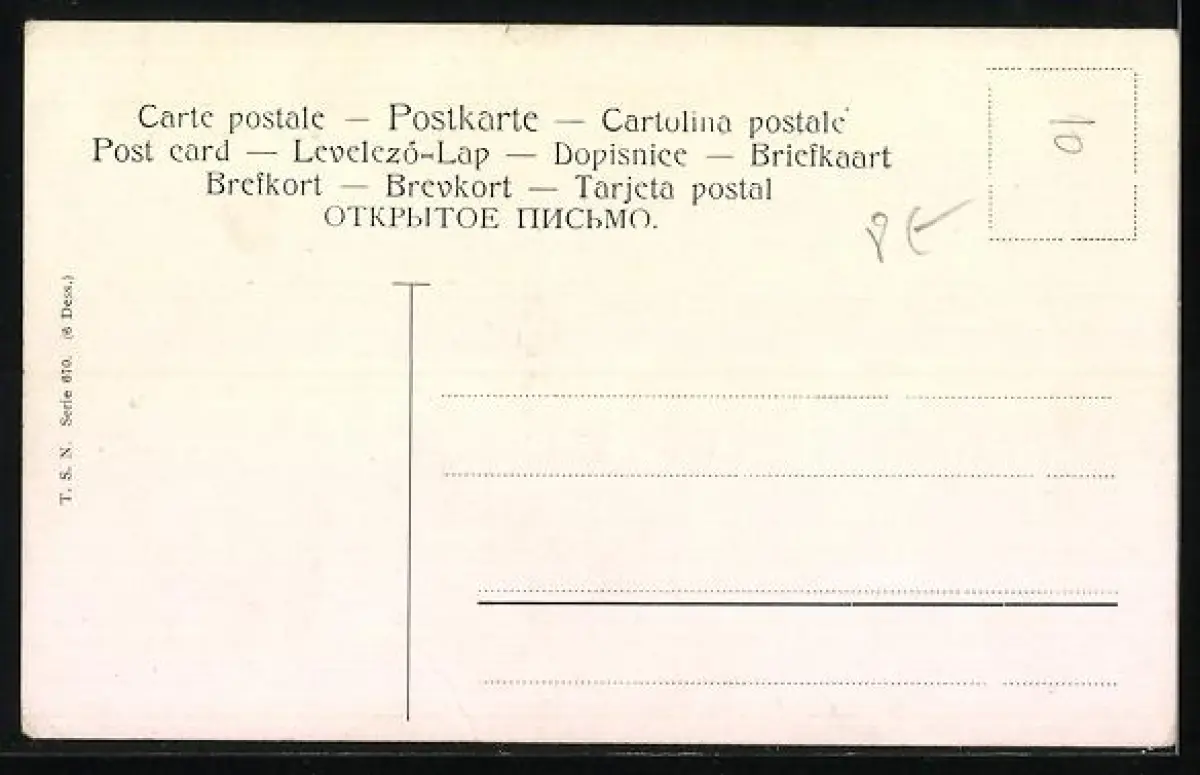 Carte postale — Postkarte — Cartolina postale
Post card — Levelező-Lap — Dopisnice — Briefkaart
Brefkort — Brevkort — Tarjeta postal
ОТКРЫТОЕ ПИСЬМО.
T. S. N. Serie 670. (6 Dess.)
10